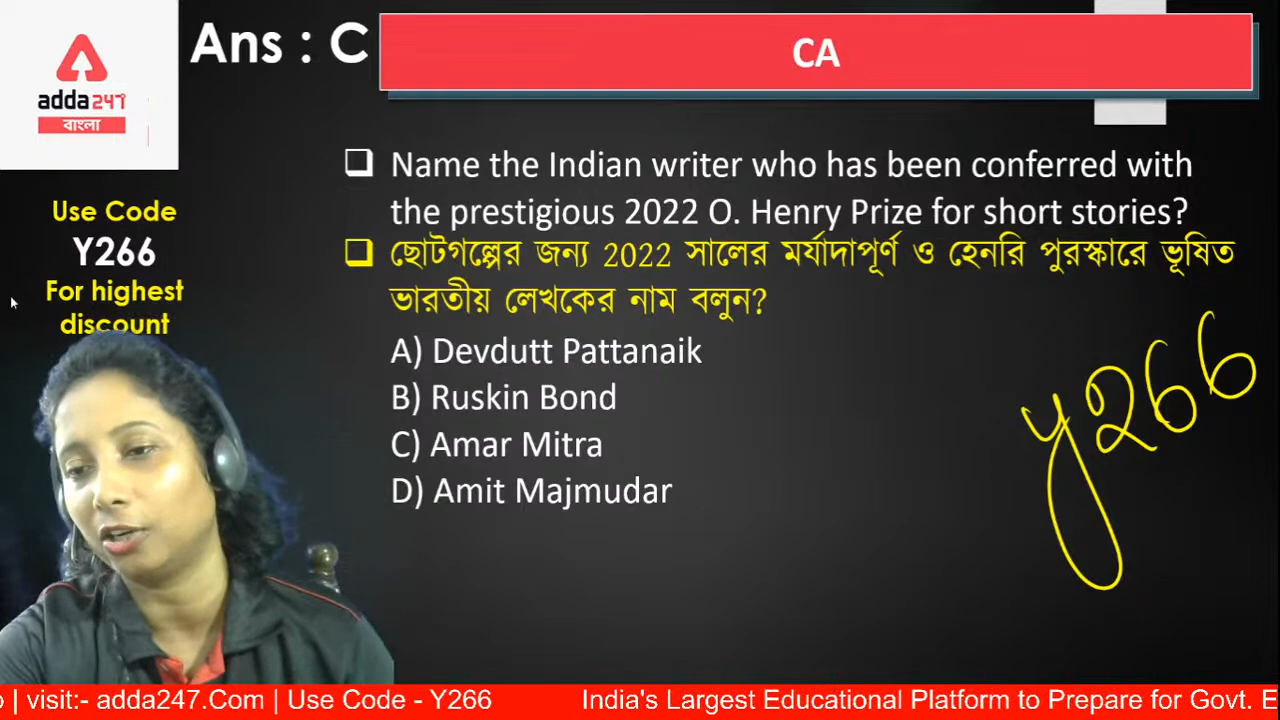 Ans : C
CA
adda247
বাংলা
Use Code
Y266
For highest
discount
Name the Indian writer who has been conferred with
the prestigious 2022 O. Henry Prize for short stories?
ছোটগল্পের জন্য 2022 সালের মর্যাদাপূর্ণ ও হেনরি পুরস্কারে ভূষিত
ভারতীয় লেখকের নাম বলুন?
A) Devdutt Pattanaik
B) Ruskin Bond
C) Amar Mitra
D) Amit Majmudar
y266
| visit:- adda247.Com | Use Code - Y266 India's Largest Educational Platform to Prepare for Govt.